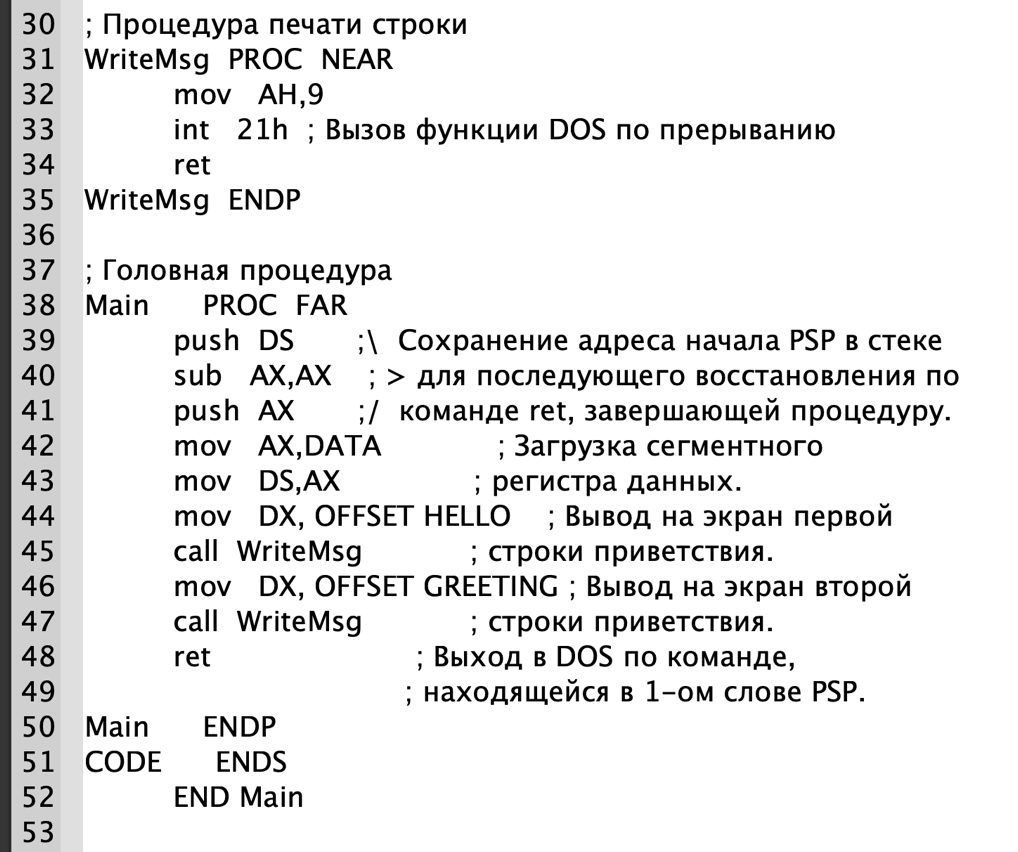 30 ; Процедура печати строки
31 WriteMsg PROC NEAR
32 mov AH,9
33 int 21h ; Вызов функции DOS по прерыванию
34 ret
35 WriteMsg ENDP
36
37 ; Головная процедура
38 Main PROC FAR
39 push DS ;\ Сохранение адреса начала PSP в стеке
40 sub AX,AX ; > для последующего восстановления по
41 push AX ;/ команде ret, завершающей процедуру.
42 mov AX,DATA ; Загрузка сегментного
43 mov DS,AX ; регистра данных.
44 mov DX, OFFSET HELLO ; Вывод на экран первой
45 call WriteMsg ; строки приветствия.
46 mov DX, OFFSET GREETING ; Вывод на экран второй
47 call WriteMsg ; строки приветствия.
48 ret ; Выход в DOS по команде,
49 ; находящейся в 1-ом слове PSP.
50 Main ENDP
51 CODE ENDS
52 END Main
53